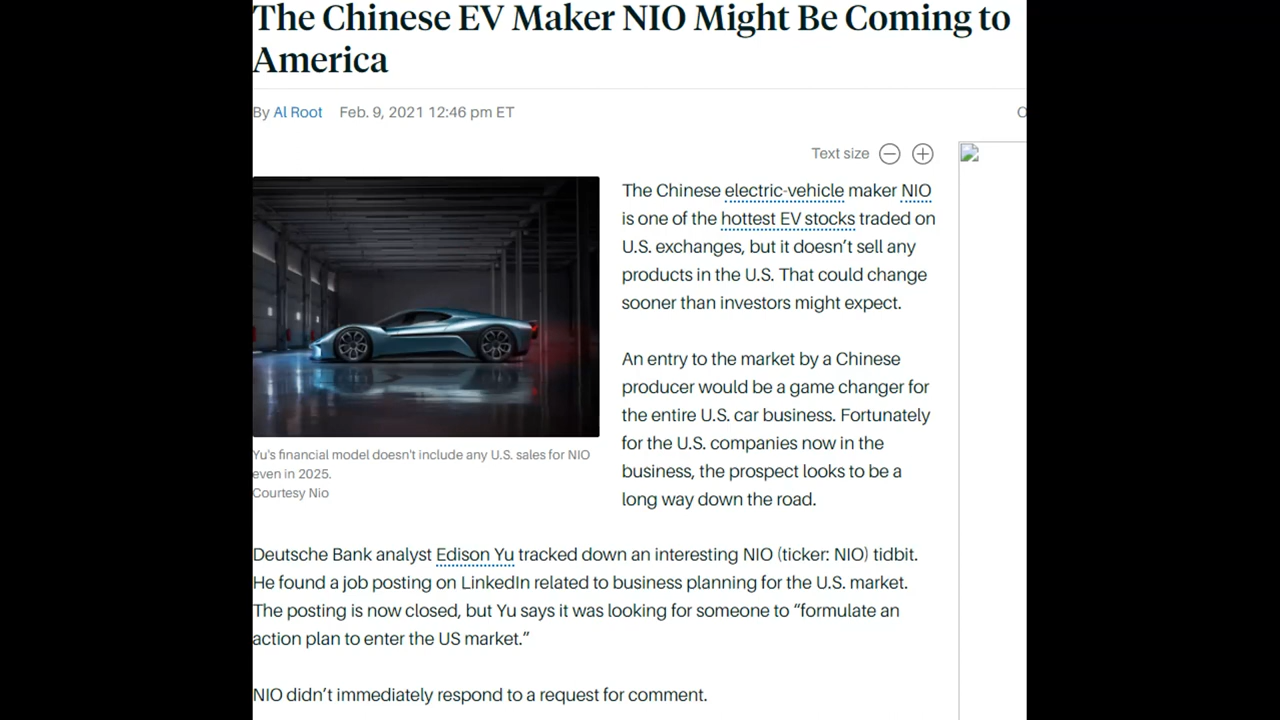 The Chinese EV Maker NIO Might Be Coming to
America
By Al Root Feb. 9, 2021 12:46 pm ET
Text size
The Chinese electric-vehicle maker NIO
is one of the hottest EV stocks traded on
U.S. exchanges, but it doesn’t sell any
products in the U.S. That could change
sooner than investors might expect.
An entry to the market by a Chinese
producer would be a game changer for
the entire U.S. car business. Fortunately
for the U.S. companies now in the
business, the prospect looks to be a
long way down the road.
Yu's financial model doesn't include any U.S. sales for NIO
even in 2025.
Courtesy Nio
Deutsche Bank analyst Edison Yu tracked down an interesting NIO (ticker: NIO) tidbit.
He found a job posting on LinkedIn related to business planning for the U.S. market.
The posting is now closed, but Yu says it was looking for someone to “formulate an
action plan to enter the US market.”
NIO didn’t immediately respond to a request for comment.